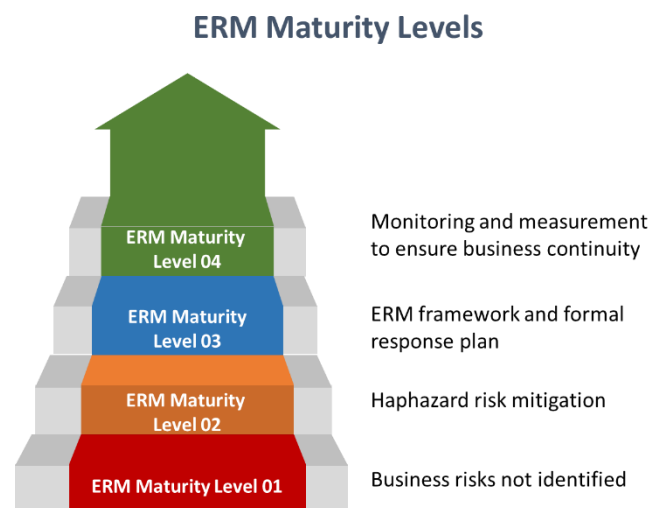 ERM Maturity Levels
ERM Maturity
Level 04
Monitoring and measurement
to ensure business continuity
ERM Maturity
Level 03
ERM framework and formal
response plan
ERM Maturity
Level 02
Haphazard risk mitigation
ERM Maturity Level 01
Business risks not identified